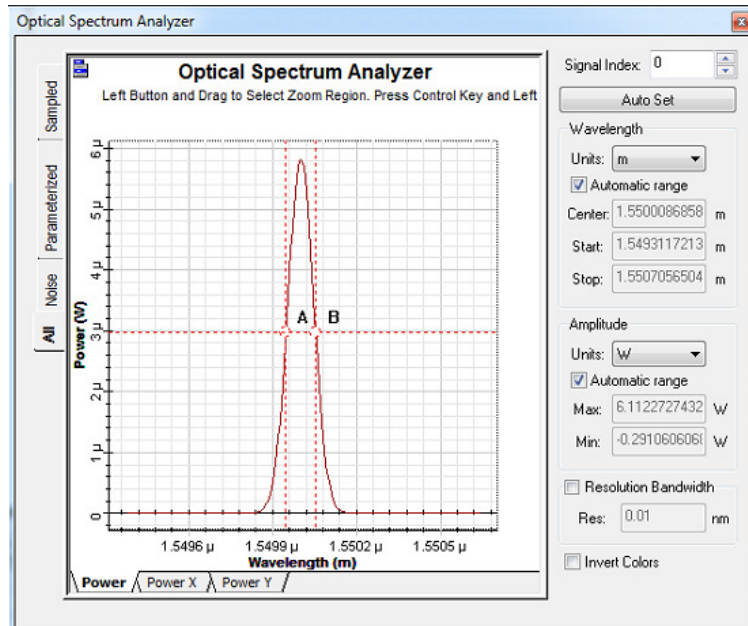 Optical Spectrum Analyzer
Signal Index: 0
Auto Set
Optical Spectrum Analyzer
Left Button and Drag to Select Zoom Region. Press Control Key and Left
Sampled
Parameterized
Noise
All
Power (W)
6 µ
5 µ
4 µ
3 µ
2 µ
1 µ
0
A B
1.5496 µ 1.5499 µ 1.5502 µ 1.5505 µ
Wavelength (m)
Power Power X Power Y
Wavelength
Units: m
Automatic range
Center: 1.5500086858 m
Start: 1.5493117213 m
Stop: 1.5507056504 m
Amplitude
Units: W
Automatic range
Max: 6.1122727432 W
Min: -0.291060606 W
Resolution Bandwidth
Res: 0.01 nm
Invert Colors